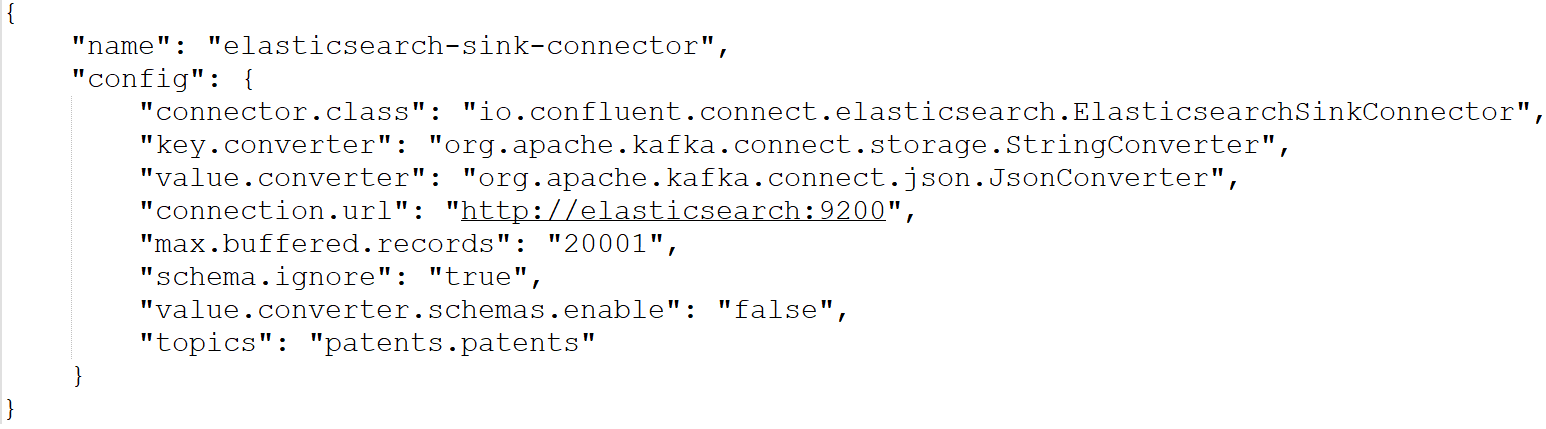 {
"name": "elasticsearch-sink-connector",
"config": {
"connector.class": "io.confluent.connect.elasticsearch.ElasticsearchSinkConnector",
"key.converter": "org.apache.kafka.connect.storage.StringConverter",
"value.converter": "org.apache.kafka.connect.json.JsonConverter",
"connection.url": "http://elasticsearch:9200",
"max.buffered.records": "20001",
"schema.ignore": "true",
"value.converter.schemas.enable": "false",
"topics": "patents.patents"
}
}